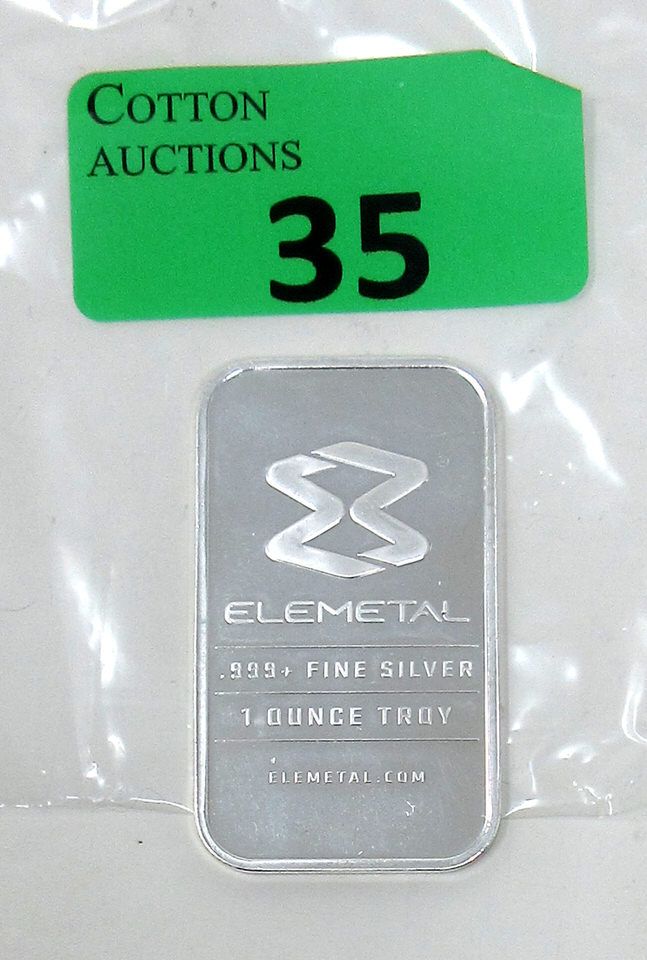 COTTON
AUCTIONS
35
ELEMETAL
.999+ FINE SILVER
1 OUNCE TROY
ELEMETAL.COM